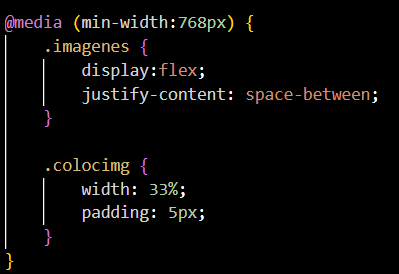 @media (min-width:768px) {
    .imagenes {
        display:flex;
        justify-content: space-between;
    }

    .colocimg {
        width: 33%;
        padding: 5px;
    }
}